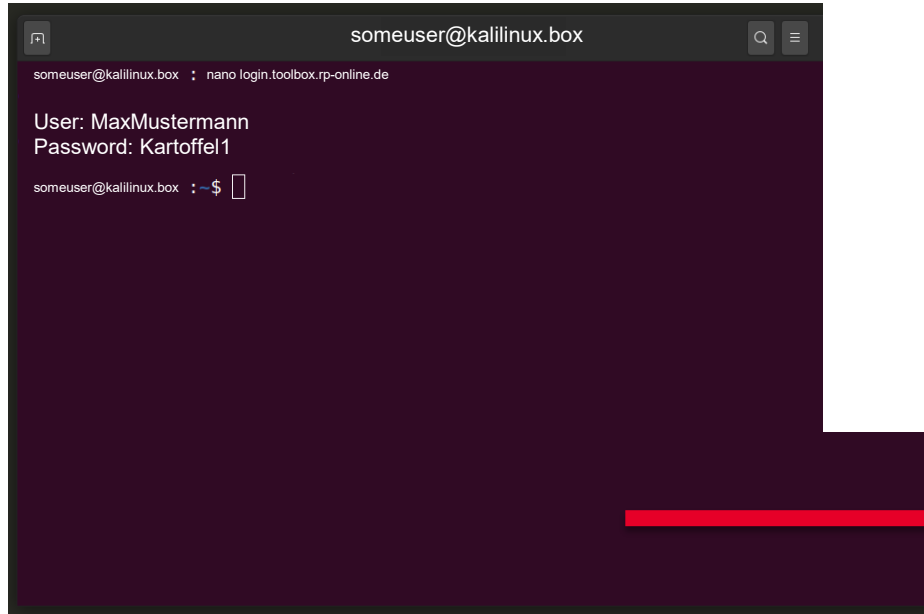 someuser@kalilinux.box
someuser@kalilinux.box : nano login.toolbox.rp-online.de
User: MaxMustermann
Password: Kartoffel1
someuser@kalilinux.box :~$